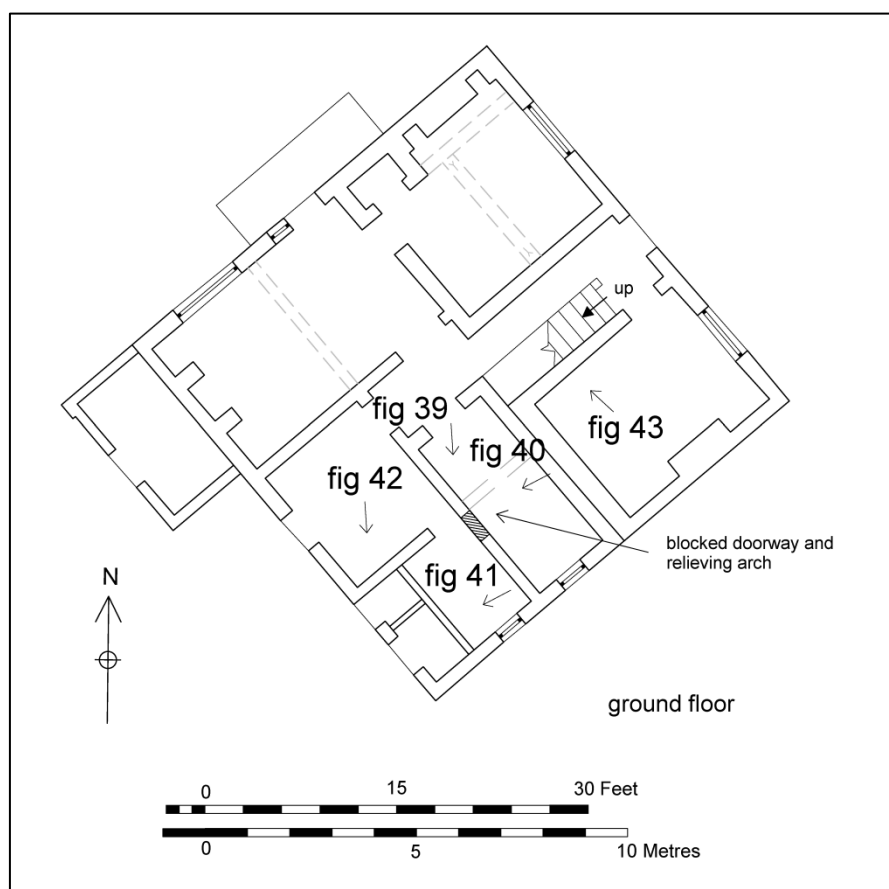 up
fig 39
fig 43
fig 40
fig 42
blocked doorway and
relieving arch
fig 41
N
ground floor
0 15 30 Feet
0 5 10 Metres